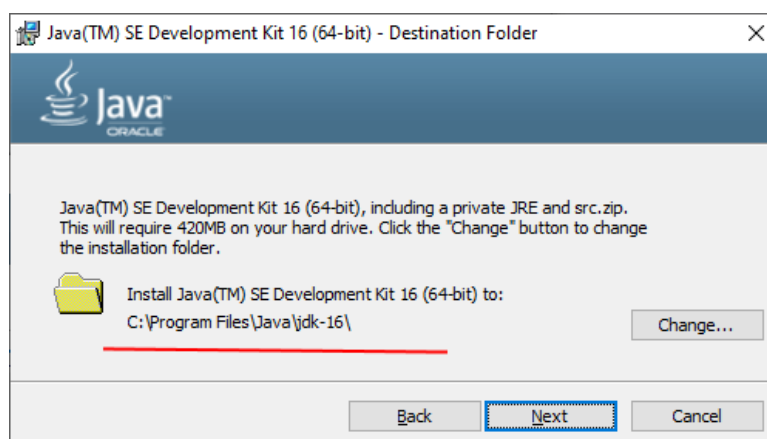 Java(TM) SE Development Kit 16 (64-bit) - Destination Folder
Java™
ORACLE
Java(TM) SE Development Kit 16 (64-bit), including a private JRE and src.zip.
This will require 420MB on your hard drive. Click the "Change" button to change
the installation folder.
Install Java(TM) SE Development Kit 16 (64-bit) to:
C:\Program Files\Java\jdk-16\
Change...
Back
Next
Cancel